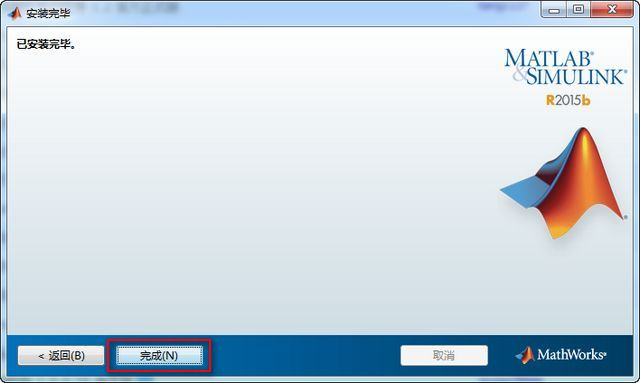 安装完毕
已安装完毕。
MATLAB®
&SIMULINK®
R2015b
< 返回(B)
完成(N)
取消
MathWorks®